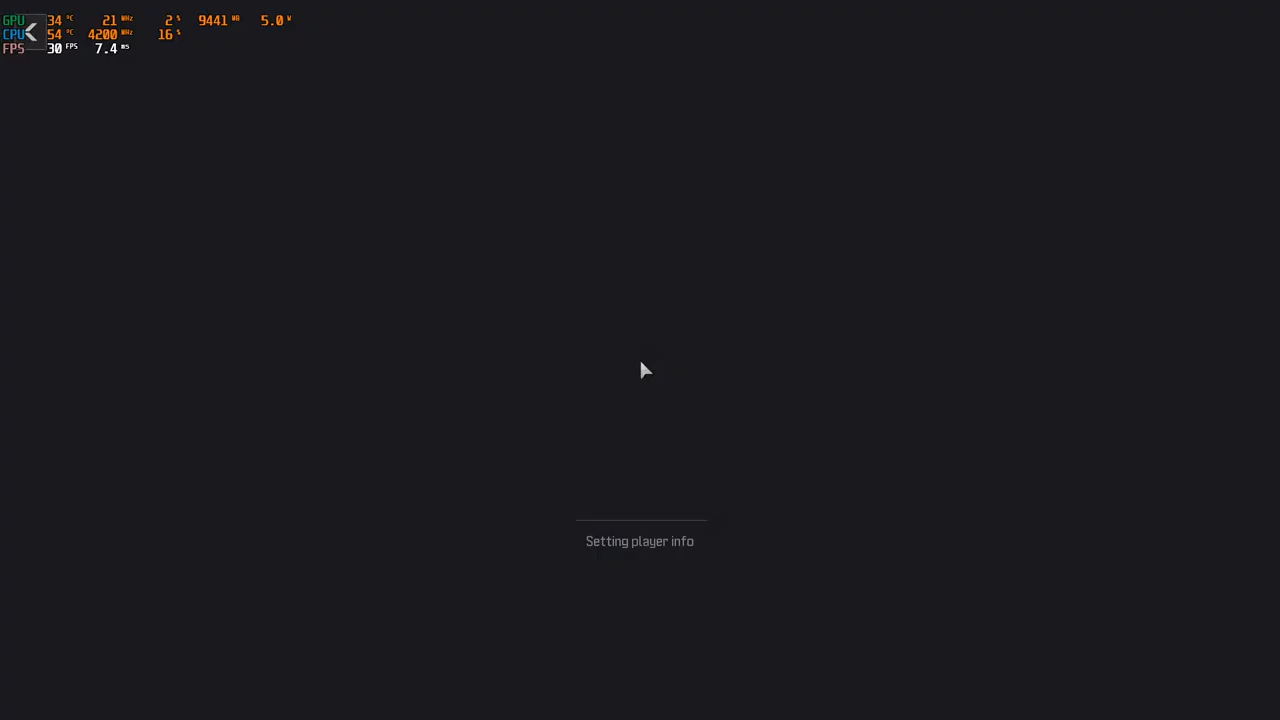 GPU 34 °C 21 MHz 2 % 9441 MB 5.0 W
CPU 54 °C 4200 MHz 16 %
FPS 30 FPS 7.4 ms
Setting player info